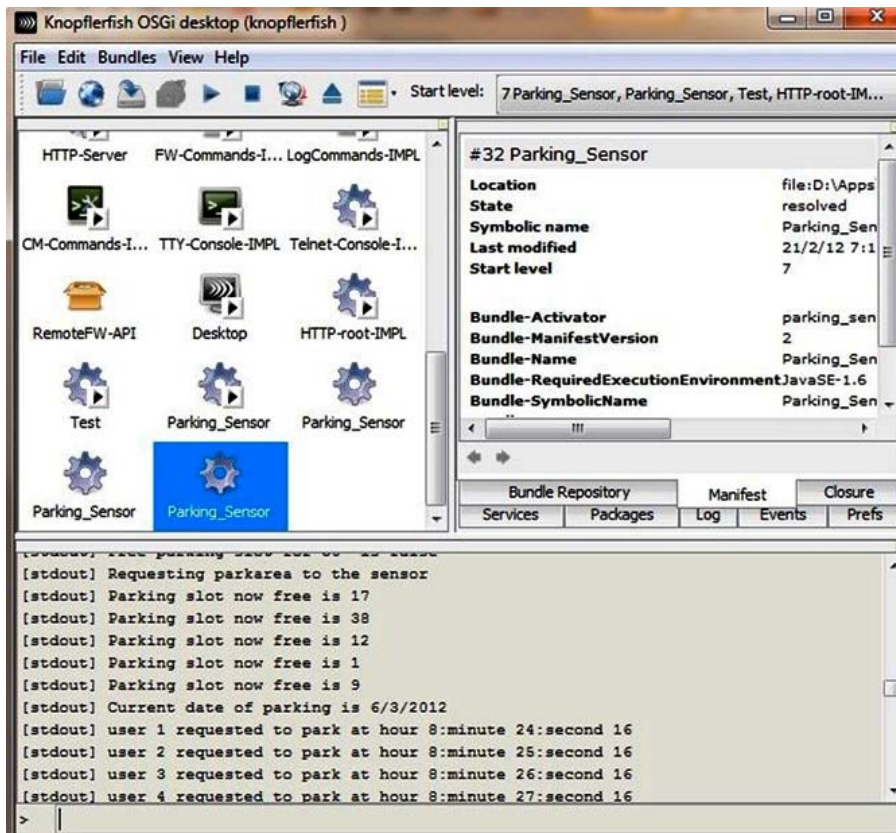 Knopflerfish OSGi desktop (knopflerfish )
File Edit Bundles View Help
Start level: 7 Parking_Sensor, Parking_Sensor, Test, HTTP-root-IM...
HTTP-Server FW-Commands-I... LogCommands-IMPL
CM-Commands-I... TTY-Console-IMPL Telnet-Console-I...
RemoteFW-API Desktop HTTP-root-IMPL
Test Parking_Sensor Parking_Sensor
Parking_Sensor Parking_Sensor
#32 Parking_Sensor
Location file:D:\Apps
State resolved
Symbolic name Parking_Sen
Last modified 21/2/12 7:1
Start level 7
Bundle-Activator parking_sen
Bundle-ManifestVersion 2
Bundle-Name Parking_Sen
Bundle-RequiredExecutionEnvironment JavaSE-1.6
Bundle-SymbolicName Parking_Sen
Bundle Repository Manifest Closure
Services Packages Log Events Prefs
[stdout] Free parking slot for 60 is false
[stdout] Requesting parkarea to the sensor
[stdout] Parking slot now free is 17
[stdout] Parking slot now free is 38
[stdout] Parking slot now free is 12
[stdout] Parking slot now free is 1
[stdout] Parking slot now free is 9
[stdout] Current date of parking is 6/3/2012
[stdout] user 1 requested to park at hour 8:minute 24:second 16
[stdout] user 2 requested to park at hour 8:minute 25:second 16
[stdout] user 3 requested to park at hour 8:minute 26:second 16
[stdout] user 4 requested to park at hour 8:minute 27:second 16
>